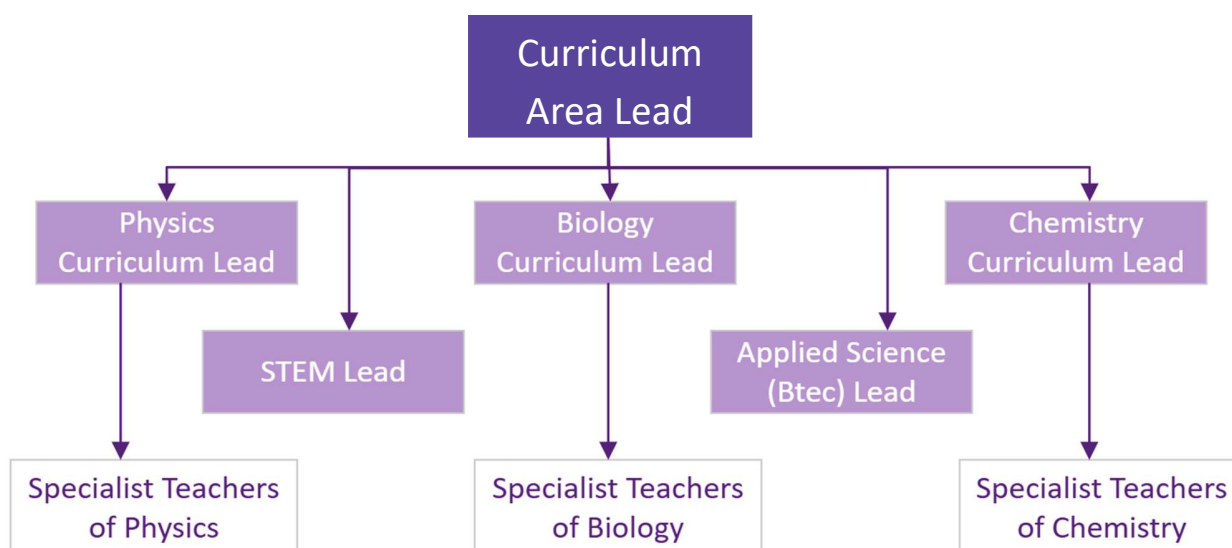 Curriculum
Area Lead
Physics
Curriculum Lead
Biology
Curriculum Lead
Chemistry
Curriculum Lead
STEM Lead
Applied Science
(Btec) Lead
Specialist Teachers
of Physics
Specialist Teachers
of Biology
Specialist Teachers
of Chemistry